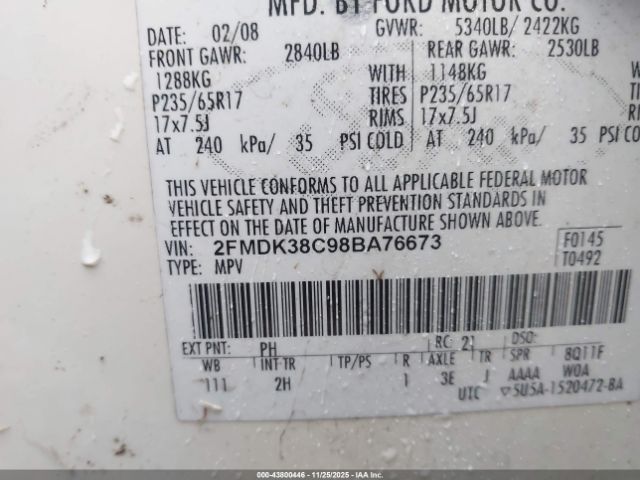 MFD. BY FORD MOTOR CO.
DATE: 02/08 GVWR: 5340LB/ 2422KG
FRONT GAWR: 2840LB REAR GAWR: 2530LB
1288KG WITH 1148KG WITH
P235/65R17 TIRES P235/65R17 TIRES
17x7.5J RIMS 17x7.5J RIMS
AT 240 kPa/ 35 PSI COLD AT 240 kPa/ 35 PSI COLD
THIS VEHICLE CONFORMS TO ALL APPLICABLE FEDERAL MOTOR
VEHICLE SAFETY AND THEFT PREVENTION STANDARDS IN
EFFECT ON THE DATE OF MANUFACTURE SHOWN ABOVE.
VIN: 2FMDK38C98BA76673 F0145
TYPE: MPV T0492
EXT PNT: PH RC: 21 DSO:
WB INT TR TP/PS R AXLE TR SPR 8Q11F
111 2H 1 3E J AAAA W0A
UTC ▽5U5A-1520472-BA
000-43800446 - 11/25/2025 - IAA Inc.